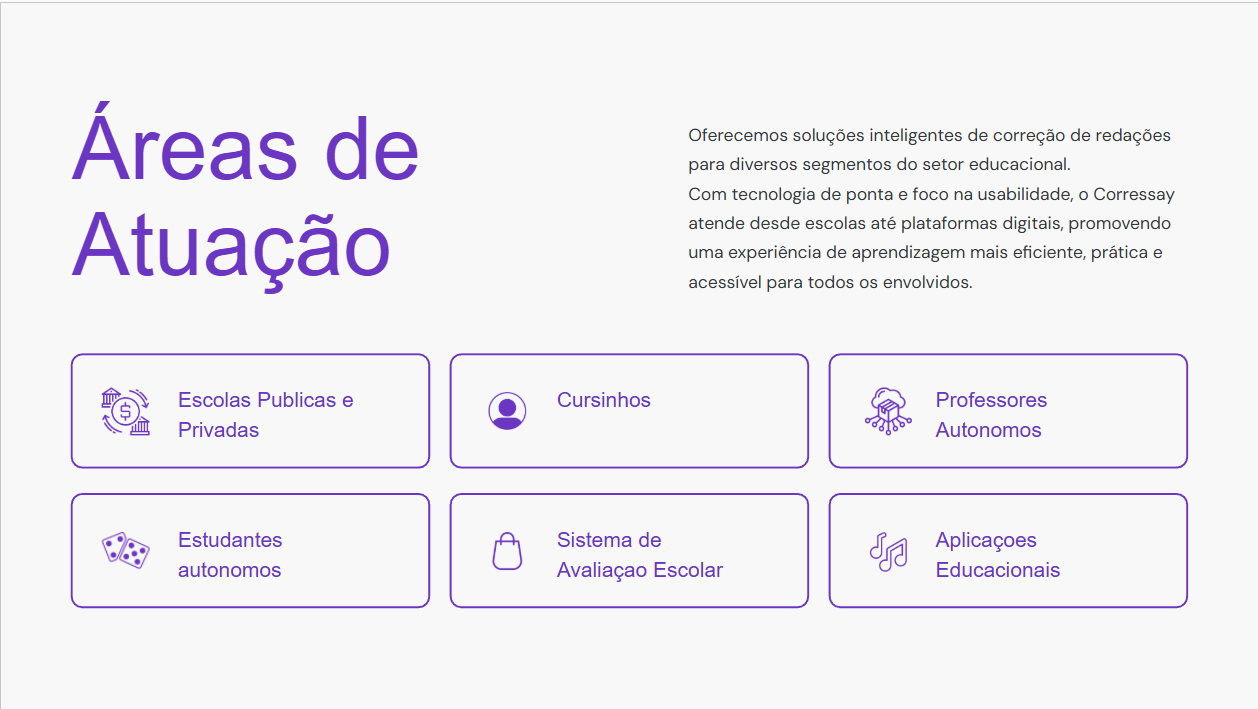 Áreas de
Atuação
Oferecemos soluções inteligentes de correção de redações
para diversos segmentos do setor educacional.
Com tecnologia de ponta e foco na usabilidade, o Corressay
atende desde escolas até plataformas digitais, promovendo
uma experiência de aprendizagem mais eficiente, prática e
acessível para todos os envolvidos.
Escolas Publicas e
Privadas
Cursinhos
Professores
Autonomos
Estudantes
autonomos
Sistema de
Avaliaçao Escolar
Aplicaçoes
Educacionais